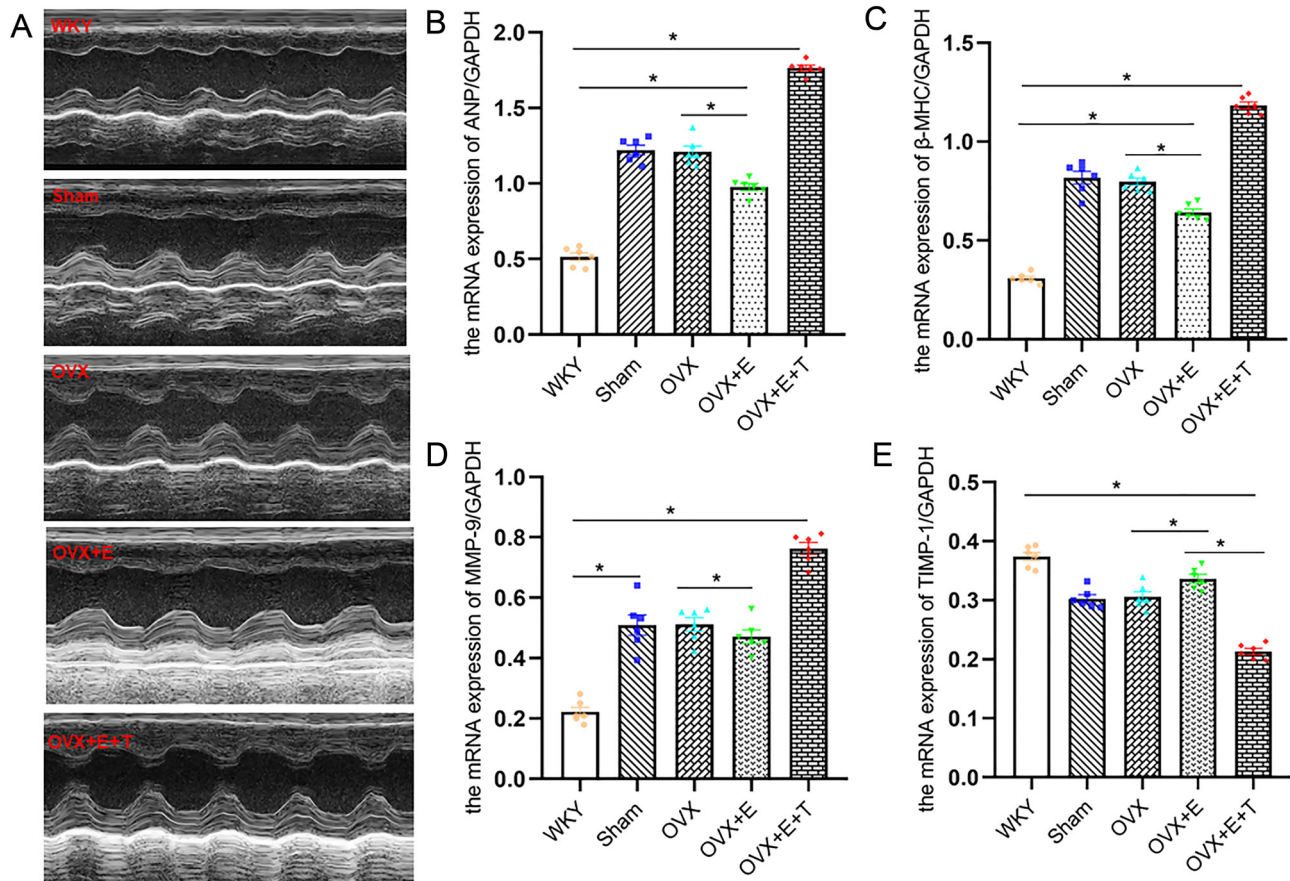 A
WKY
Sham
OVX
OVX+E
OVX+E+T
B
the mRNA expression of ANP/GAPDH
2.0
1.5
1.0
0.5
0.0
*
*
*
WKY
Sham
OVX
OVX+E
OVX+E+T
C
the mRNA expression of β-MHC/GAPDH
1.5
1.0
0.5
0.0
*
*
*
WKY
Sham
OVX
OVX+E
OVX+E+T
D
the mRNA expression of MMP-9/GAPDH
1.0
0.8
0.6
0.4
0.2
0.0
*
*
*
WKY
Sham
OVX
OVX+E
OVX+E+T
E
the mRNA expression of TIMP-1/GAPDH
0.5
0.4
0.3
0.2
0.1
0.0
*
*
*
WKY
Sham
OVX
OVX+E
OVX+E+T